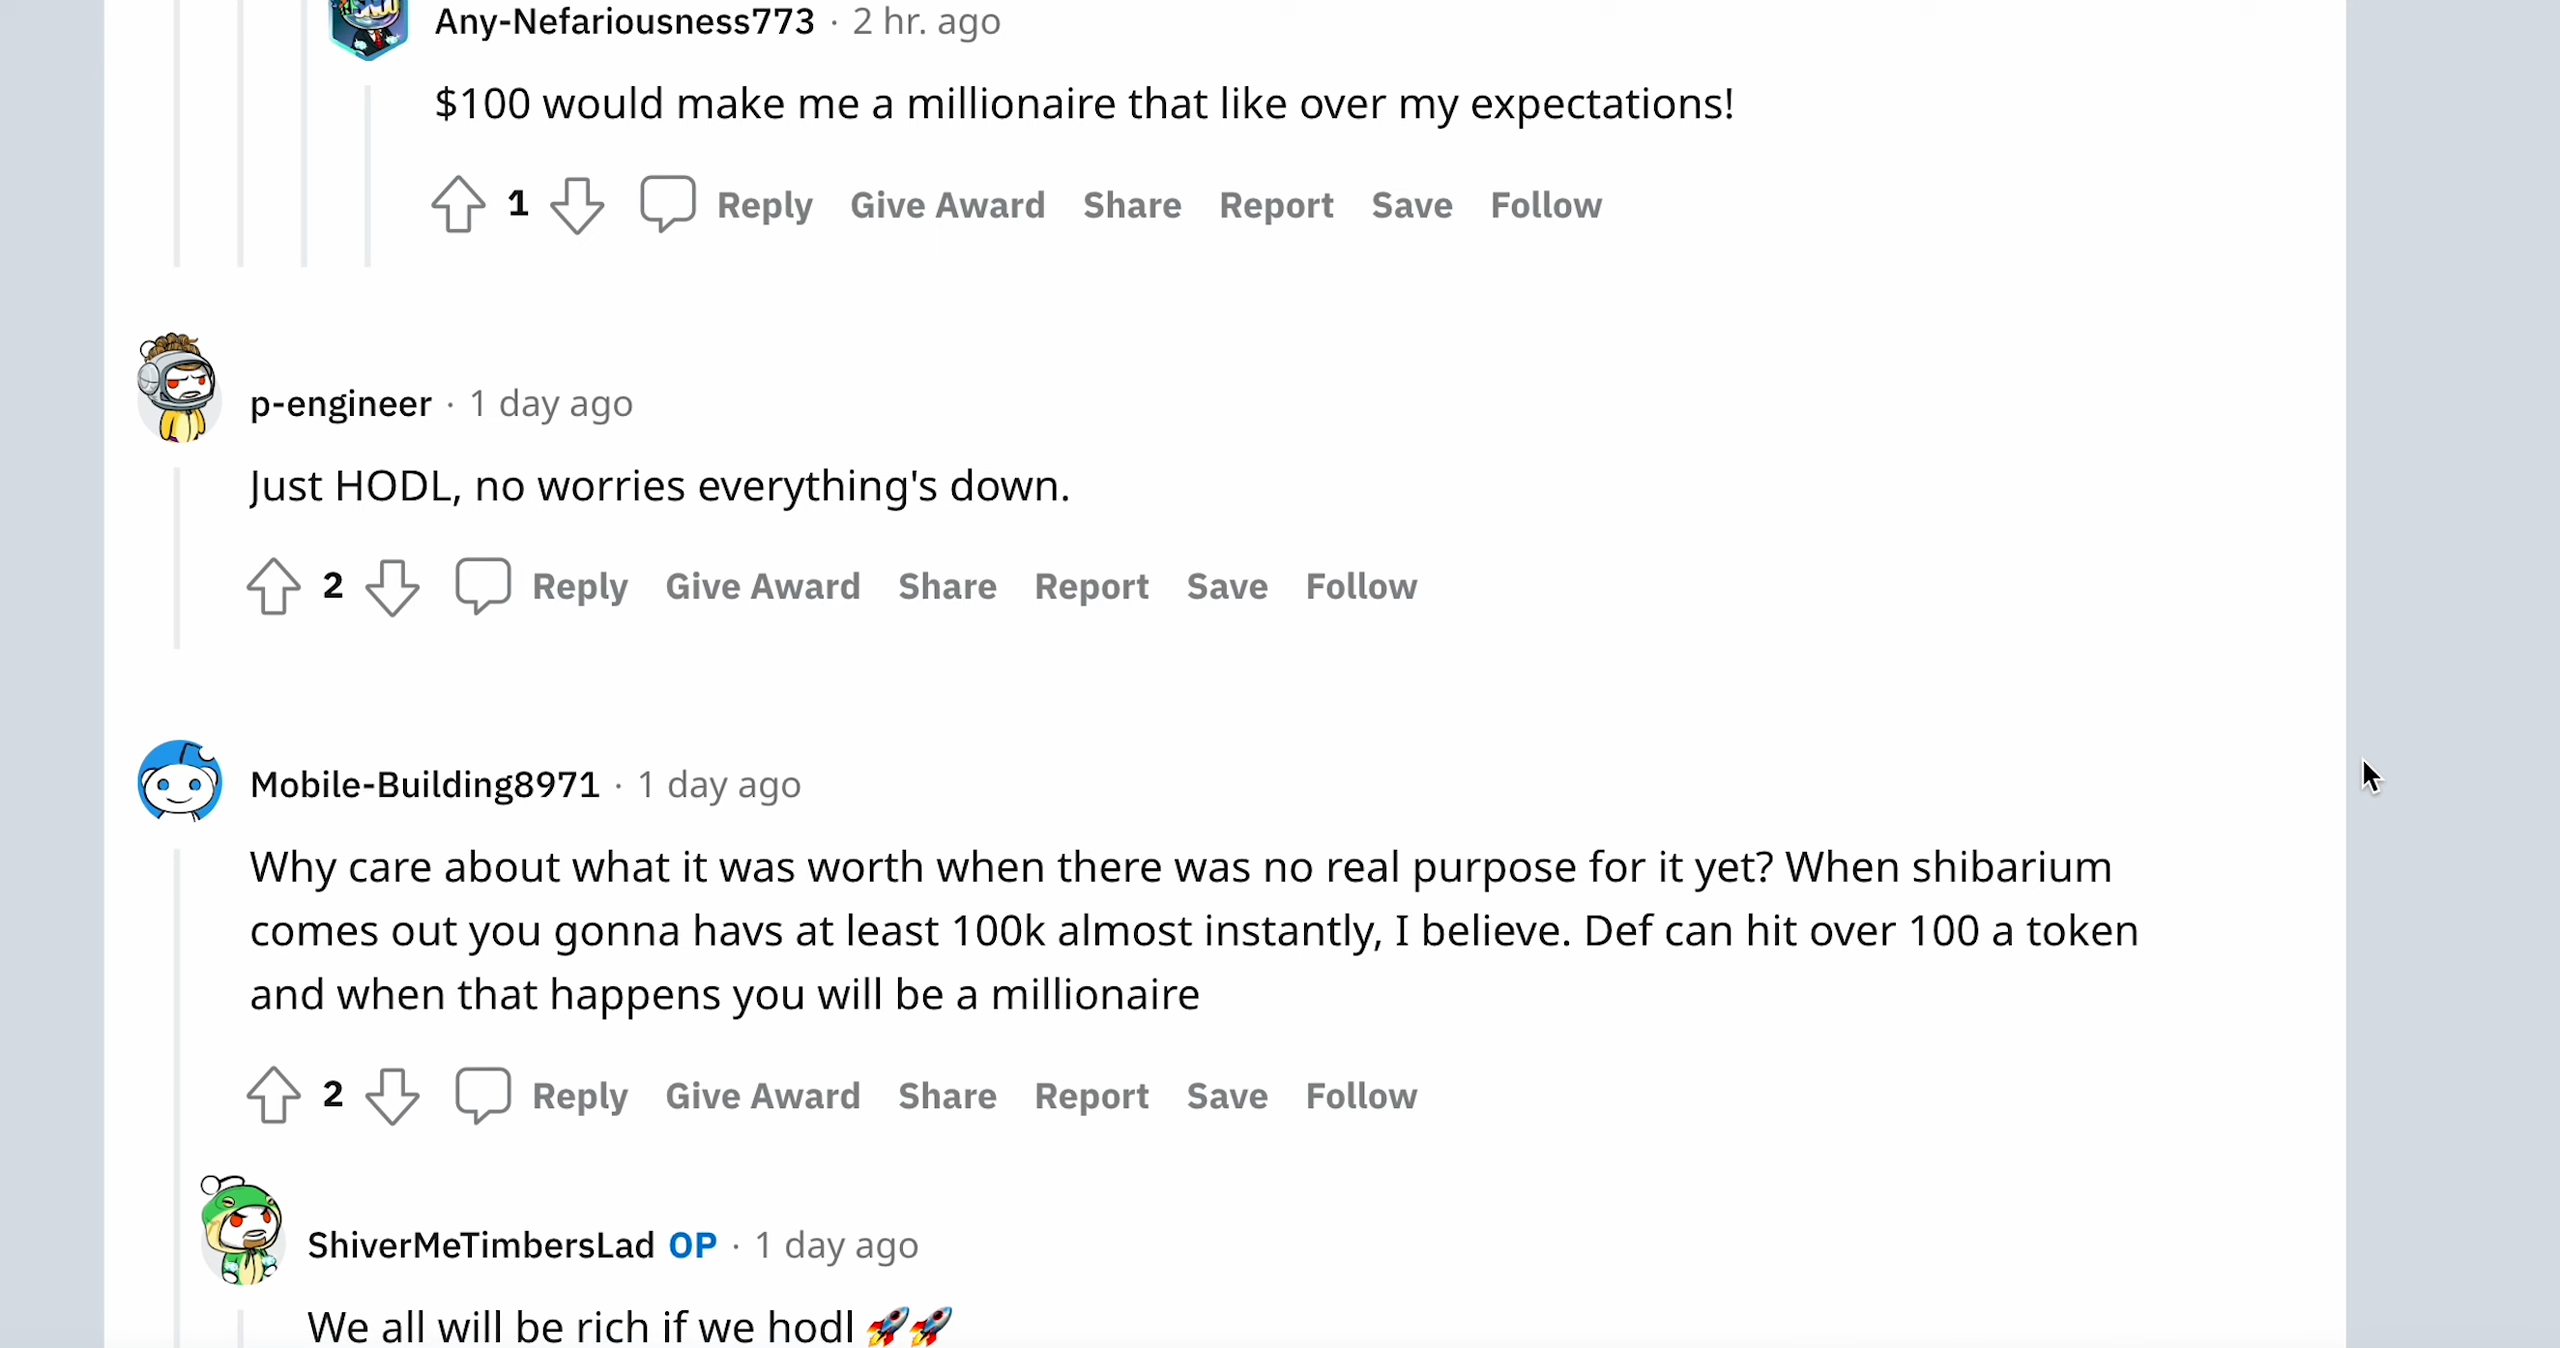 Any-Nefariousness773 · 2 hr. ago
$100 would make me a millionaire that like over my expectations!
1 Reply Give Award Share Report Save Follow
p-engineer · 1 day ago
Just HODL, no worries everything's down.
2 Reply Give Award Share Report Save Follow
Mobile-Building8971 · 1 day ago
Why care about what it was worth when there was no real purpose for it yet? When shibarium
comes out you gonna havs at least 100k almost instantly, I believe. Def can hit over 100 a token
and when that happens you will be a millionaire
2 Reply Give Award Share Report Save Follow
ShiverMeTimbersLad OP · 1 day ago
We all will be rich if we hodl 🚀🚀